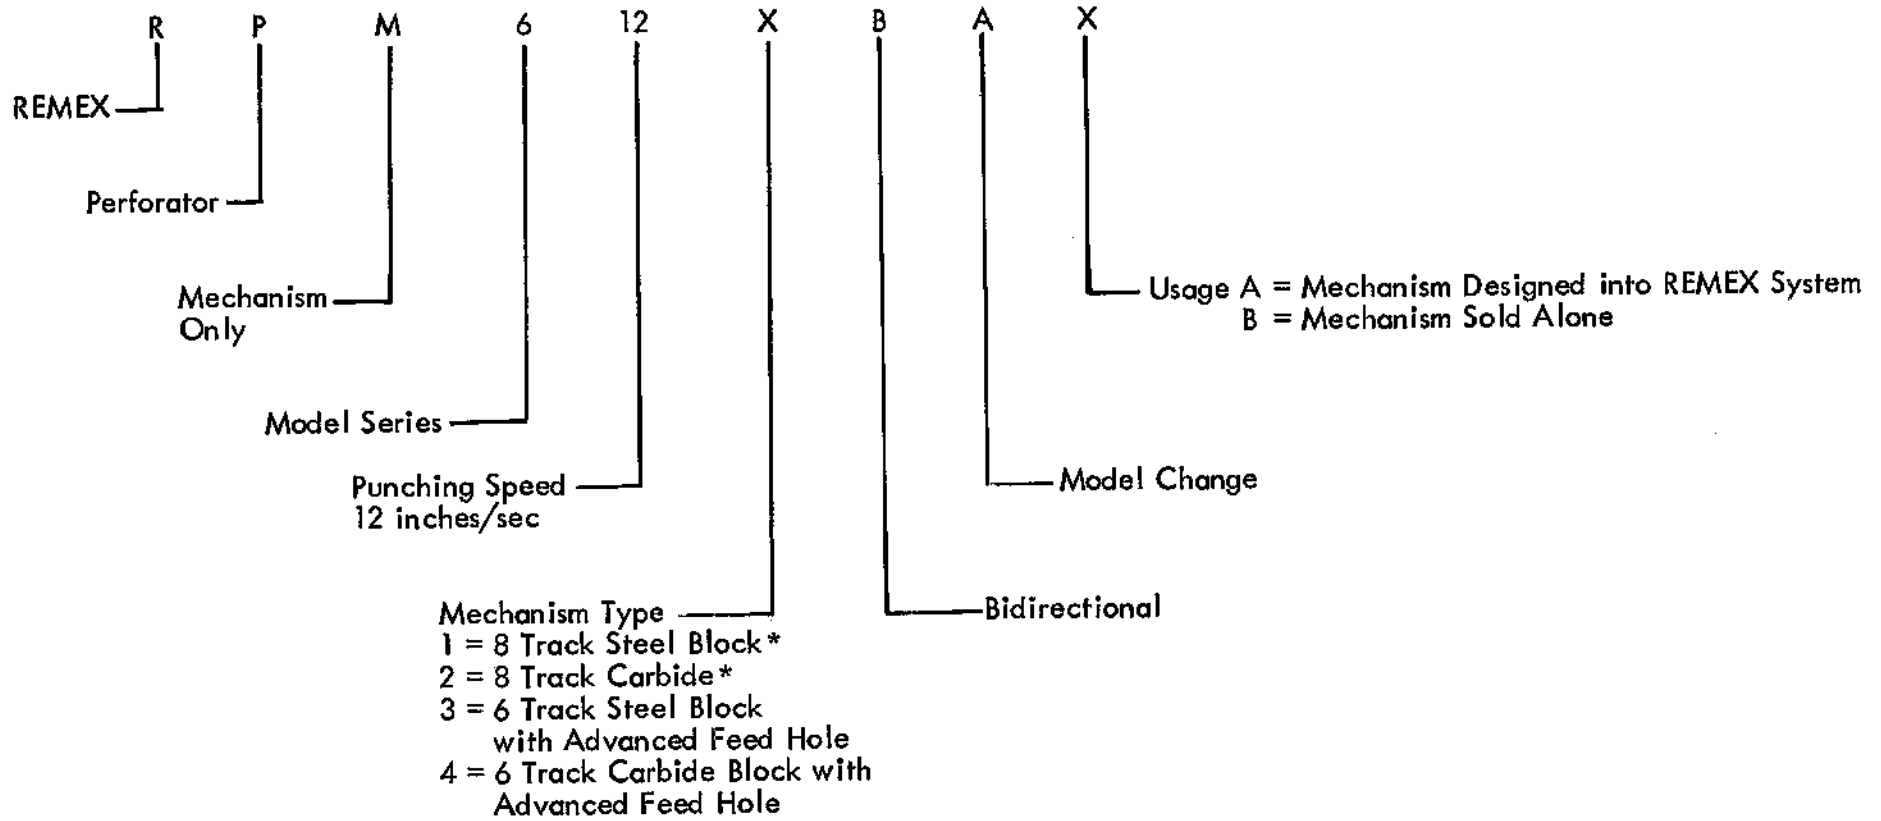 R P M 6 12 X B A X
REMEX
Perforator
Mechanism
Only
Usage A = Mechanism Designed into REMEX System
B = Mechanism Sold Alone
Model Series
Punching Speed
12 inches/sec
Model Change
Mechanism Type
1 = 8 Track Steel Block*
2 = 8 Track Carbide*
3 = 6 Track Steel Block
with Advanced Feed Hole
4 = 6 Track Carbide Block with
Advanced Feed Hole
Bidirectional